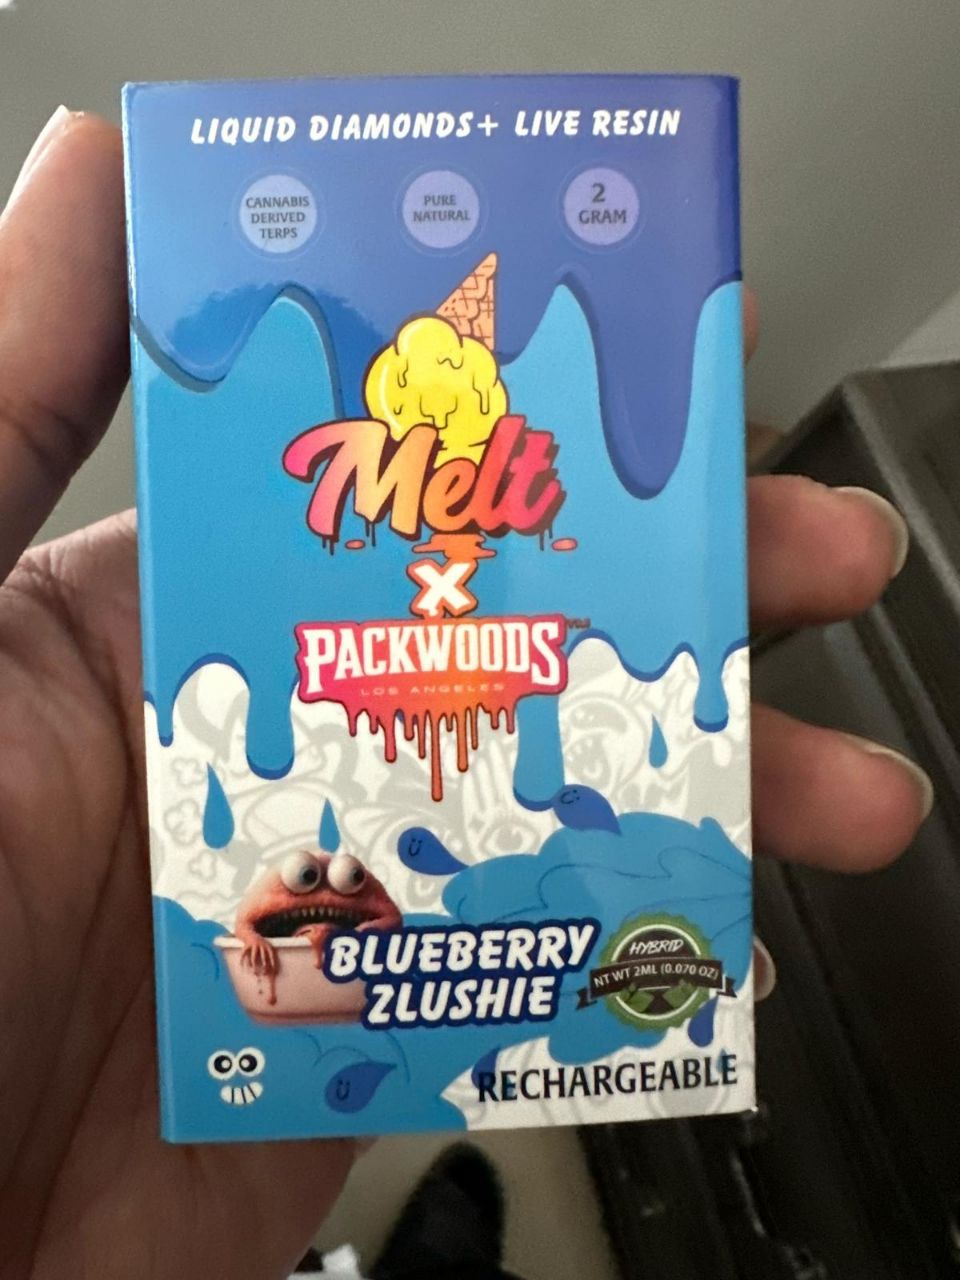 LIQUID DIAMONDS+ LIVE RESIN
CANNABIS
DERIVED
TERPS
PURE
NATURAL
2
GRAM
Melt
X
PACKWOODS
LOS ANGELES
BLUEBERRY
ZLUSHIE
HYBRID
NT WT 2ML (0.070 OZ)
RECHARGEABLE